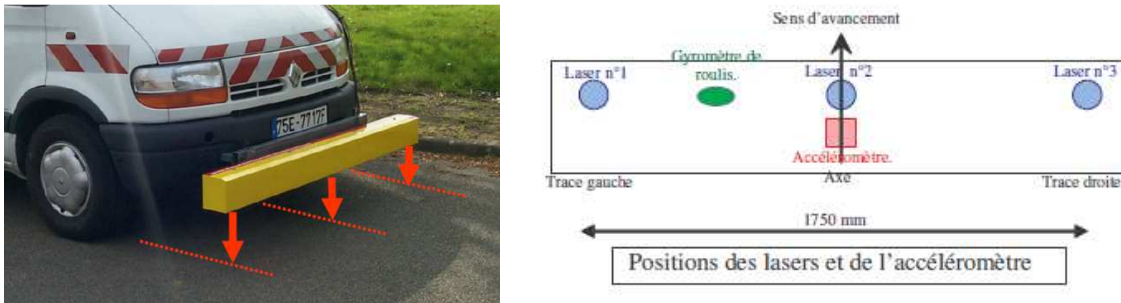 75E-7717F
Sens d'avancement
Gyromètre de
roulis.
Laser n°1
Laser n°2
Laser n°3
Accéléromètre.
Trace gauche
Axe
Trace droite
1750 mm
Positions des lasers et de l'accéléromètre